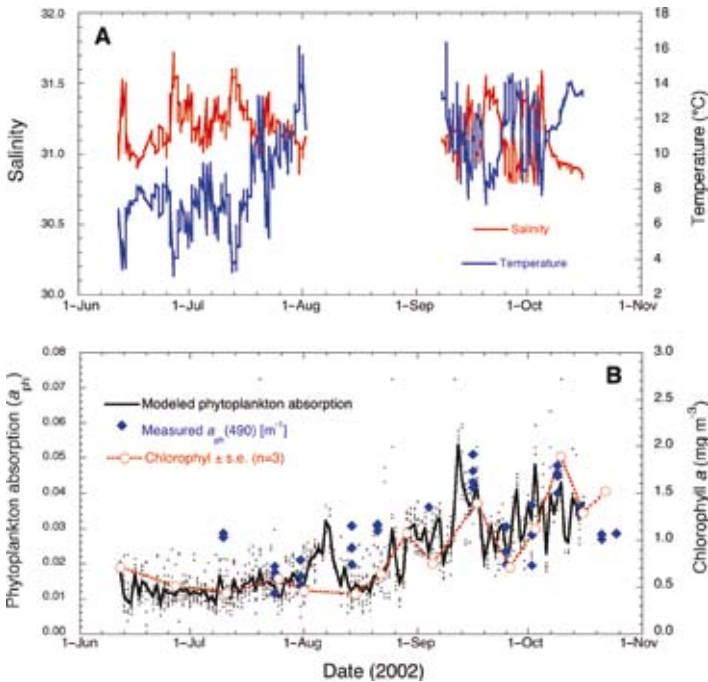 A
32.0
31.5
31.0
30.5
30.0
Salinity
18
16
14
12
10
8
6
4
2
Temperature (°C)
Salinity
Temperature
1–Jun 1–Jul 1–Aug 1–Sep 1–Oct 1–Nov
B
0.08
0.07
0.06
0.05
0.04
0.03
0.02
0.01
0.00
Phytoplankton absorption (a ph)
3.0
2.5
2.0
1.5
1.0
0.5
0.0
Chlorophyll a (mg m⁻³)
Modeled phytoplankton absorption
Measured a ph (490) [m⁻¹]
Chlorophyl ± s.e. (n=3)
1–Jun 1–Jul 1–Aug 1–Sep 1–Oct 1–Nov
Date (2002)